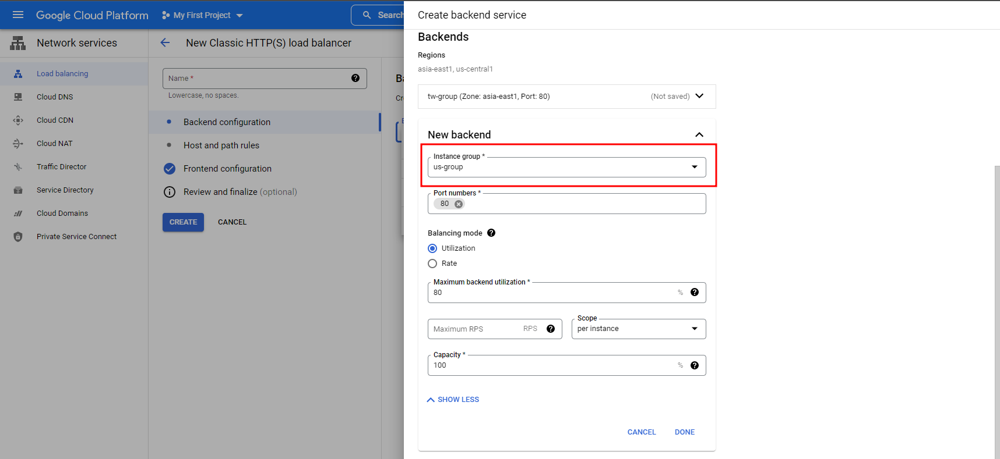 Google Cloud Platform
My First Project
Search
Create backend service
Network services
New Classic HTTP(S) load balancer
Load balancing
Cloud DNS
Cloud CDN
Cloud NAT
Traffic Director
Service Directory
Cloud Domains
Private Service Connect
Name *
Lowercase, no spaces.
Backend configuration
Host and path rules
Frontend configuration
Review and finalize (optional)
CREATE CANCEL
Backends
Regions
asia-east1, us-central1
tw-group (Zone: asia-east1, Port: 80) (Not saved)
New backend
Instance group *
us-group
Port numbers *
80
Balancing mode
Utilization
Rate
Maximum backend utilization *
80 %
Maximum RPS RPS
Scope
per instance
Capacity *
100 %
SHOW LESS
CANCEL DONE